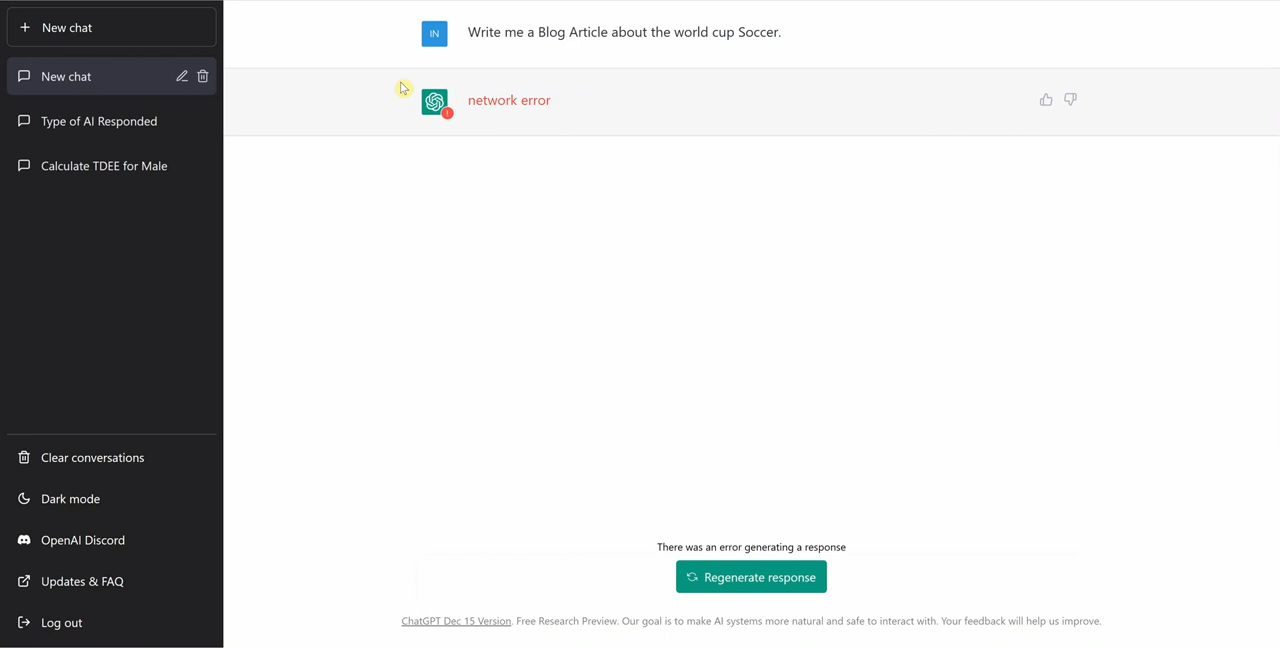 New chat
New chat
Type of AI Responded
Calculate TDEE for Male
Clear conversations
Dark mode
OpenAI Discord
Updates & FAQ
Log out
IN
Write me a Blog Article about the world cup Soccer.
!
network error
There was an error generating a response
Regenerate response
ChatGPT Dec 15 Version. Free Research Preview. Our goal is to make AI systems more natural and safe to interact with. Your feedback will help us improve.